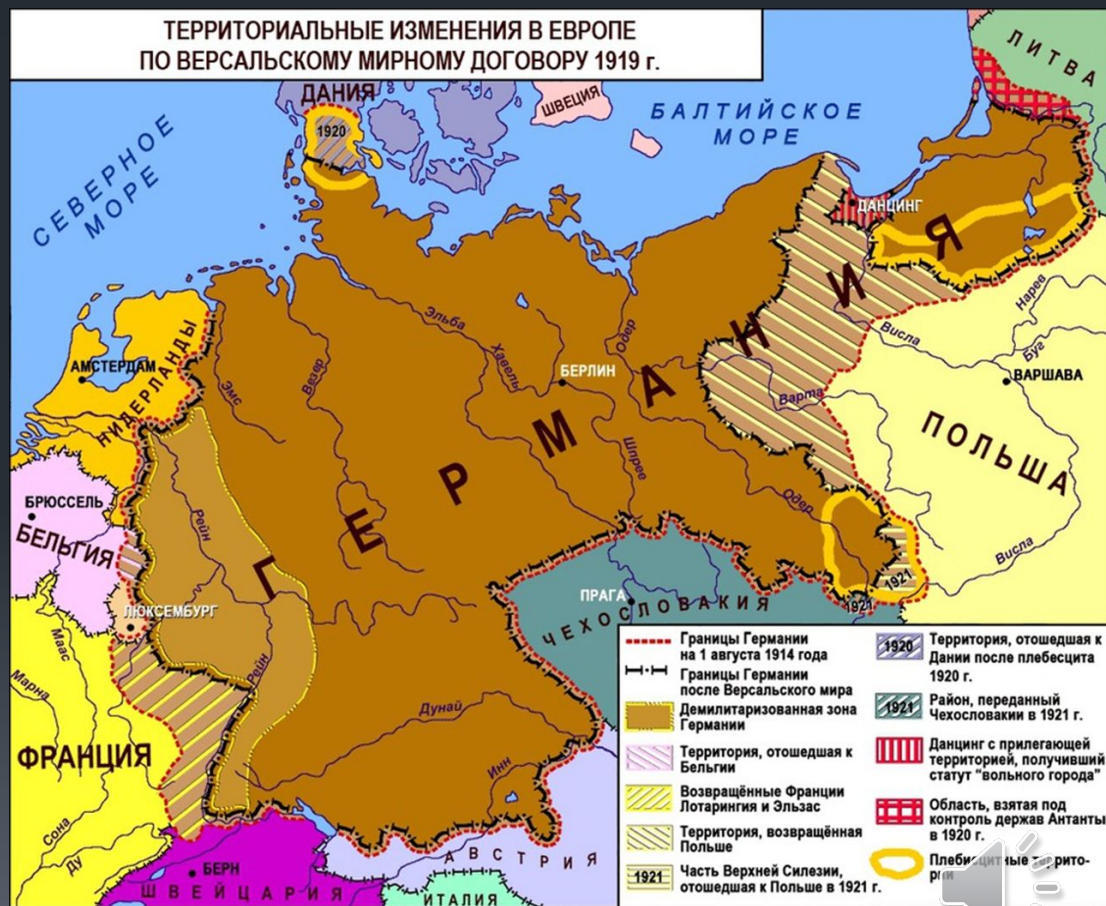 ТЕРРИТОРИАЛЬНЫЕ ИЗМЕНЕНИЯ В ЕВРОПЕ
ПО ВЕРСАЛЬСКОМУ МИРНОМУ ДОГОВОРУ 1919 г.
ЛИТВА
ДАНИЯ
ШВЕЦИЯ
БАЛТИЙСКОЕ
МОРЕ
1920
СЕВЕРНОЕ
МОРЕ
ДАНЦИНГ
ГЕРМАНИЯ
Нарев
Висла
Буг
Эльба
Хавель
Одер
НИДЕРЛАНДЫ
АМСТЕРДАМ
Эмс
Везер
БЕРЛИН
Варта
ВАРШАВА
ПОЛЬША
Шпрее
Одер
БРЮССЕЛЬ
БЕЛЬГИЯ
Рейн
Висла
1921
1921
ПРАГА
ЧЕХОСЛОВАКИЯ
ЛЮКСЕМБУРГ
Маас
Марна
Рейн
Дунай
ФРАНЦИЯ
Инн
Сона
Ду
БЕРН
ШВЕЙЦАРИЯ
АВСТРИЯ
ИТАЛИЯ
Границы Германии
на 1 августа 1914 года
Границы Германии
после Версальского мира
Демилитаризованная зона
Германии
Территория, отошедшая к
Бельгии
Возвращённые Франции
Лотарингия и Эльзас
Территория, возвращённая
Польше
1921
Часть Верхней Силезии,
отошедшая к Польше в 1921 г.
1920
Территория, отошедшая к
Дании после плебесцита
1920 г.
1921
Район, переданный
Чехословакии в 1921 г.
Данцинг с прилегающей
территорией, получивший
статут "вольного города"
Область, взятая под
контроль держав Антанты
в 1920 г.
Плебисцитные террито-
рии